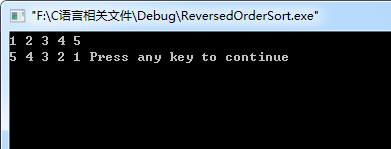 "F:\C语言相关文件\Debug\ReversedOrderSort.exe"
1 2 3 4 5
5 4 3 2 1 Press any key to continue